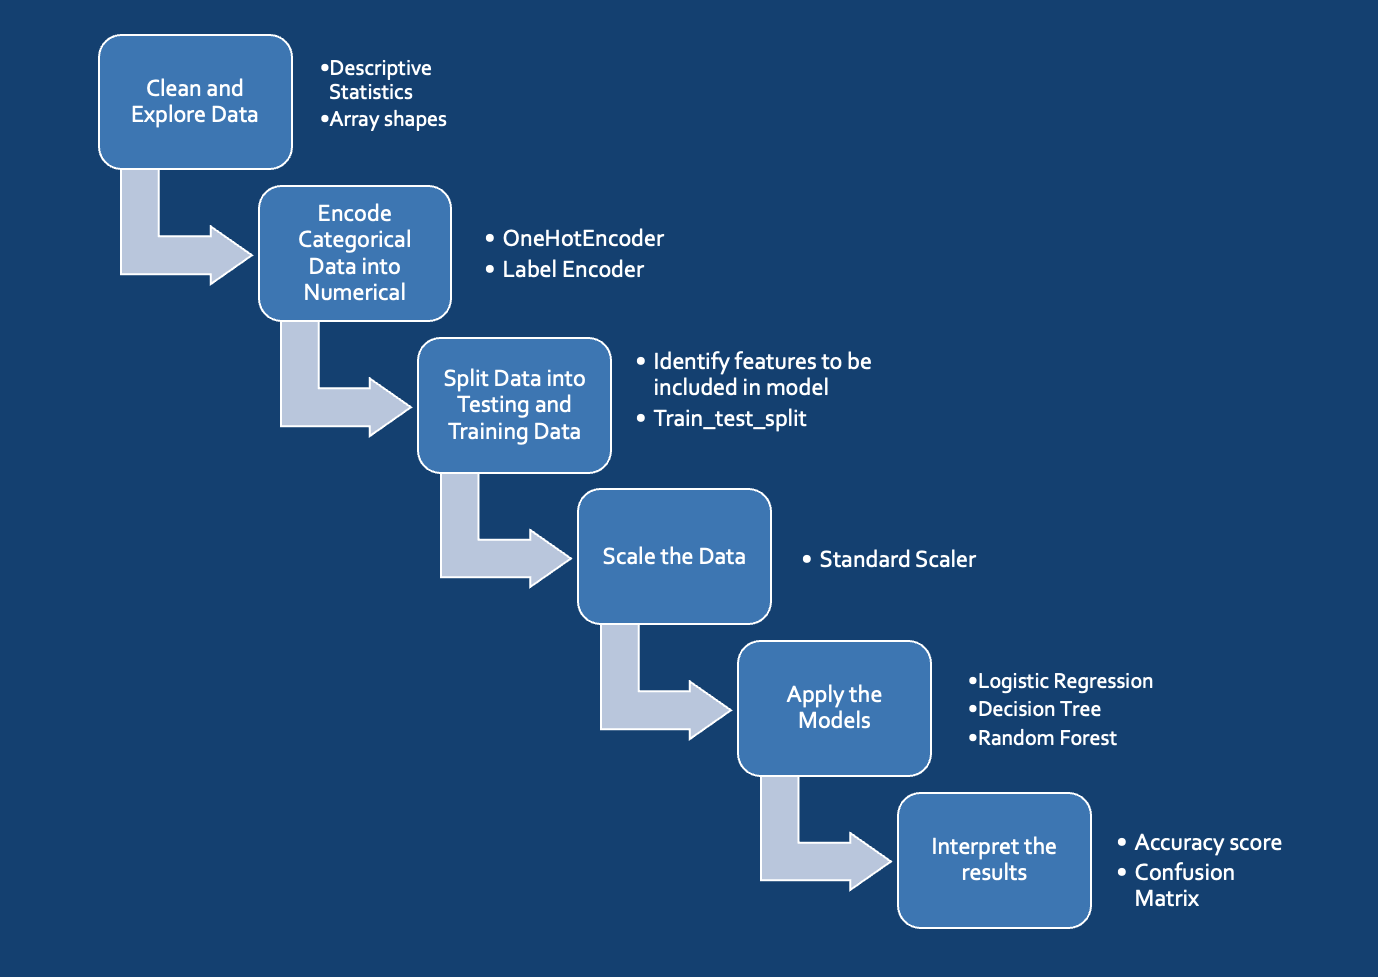 Clean and
Explore Data
•Descriptive
Statistics
•Array shapes
Encode
Categorical
Data into
Numerical
• OneHotEncoder
• Label Encoder
Split Data into
Testing and
Training Data
• Identify features to be
included in model
• Train_test_split
Scale the Data
• Standard Scaler
Apply the
Models
•Logistic Regression
•Decision Tree
•Random Forest
Interpret the
results
• Accuracy score
• Confusion
Matrix